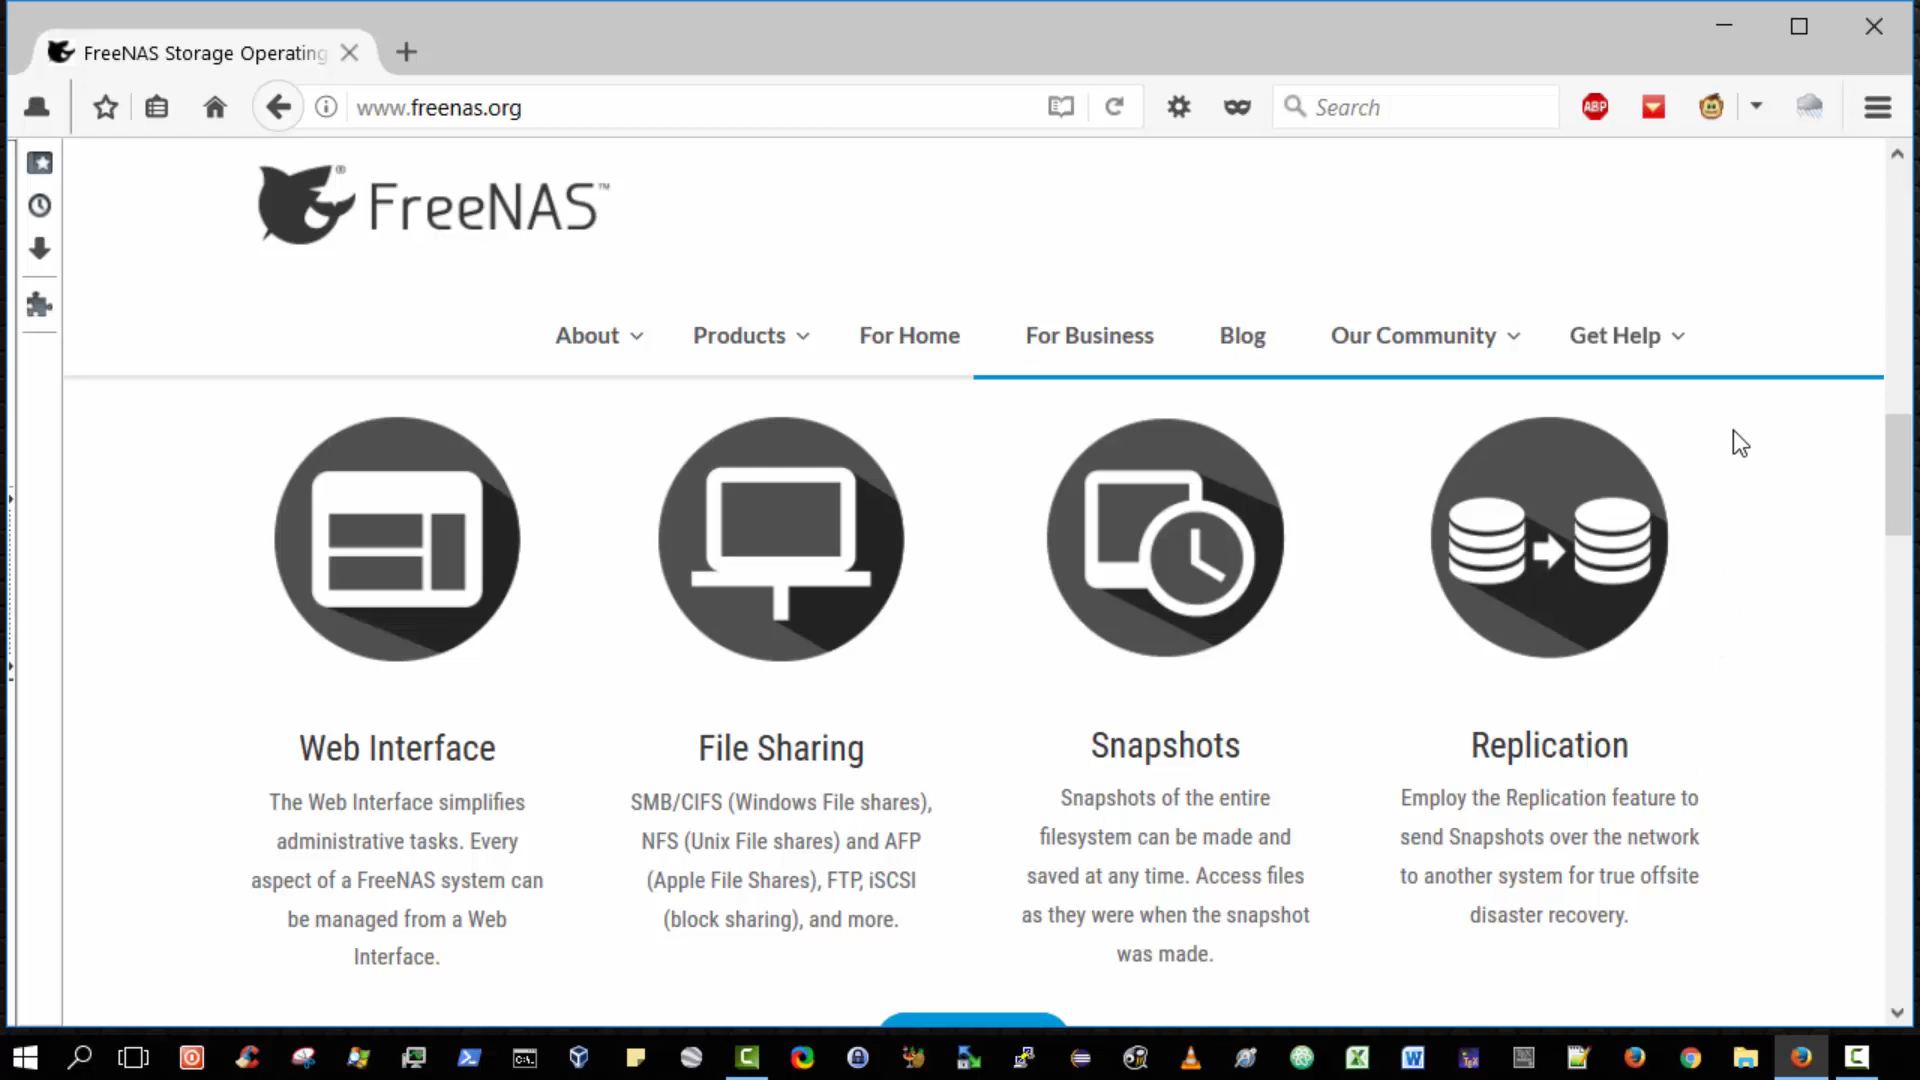 FreeNAS Storage Operating
www.freenas.org
Search
ABP
FreeNAS™
About
Products
For Home
For Business
Blog
Our Community
Get Help
Web Interface
The Web Interface simplifies
administrative tasks. Every
aspect of a FreeNAS system can
be managed from a Web
Interface.
File Sharing
SMB/CIFS (Windows File shares),
NFS (Unix File shares) and AFP
(Apple File Shares), FTP, iSCSI
(block sharing), and more.
Snapshots
Snapshots of the entire
filesystem can be made and
saved at any time. Access files
as they were when the snapshot
was made.
Replication
Employ the Replication feature to
send Snapshots over the network
to another system for true offsite
disaster recovery.